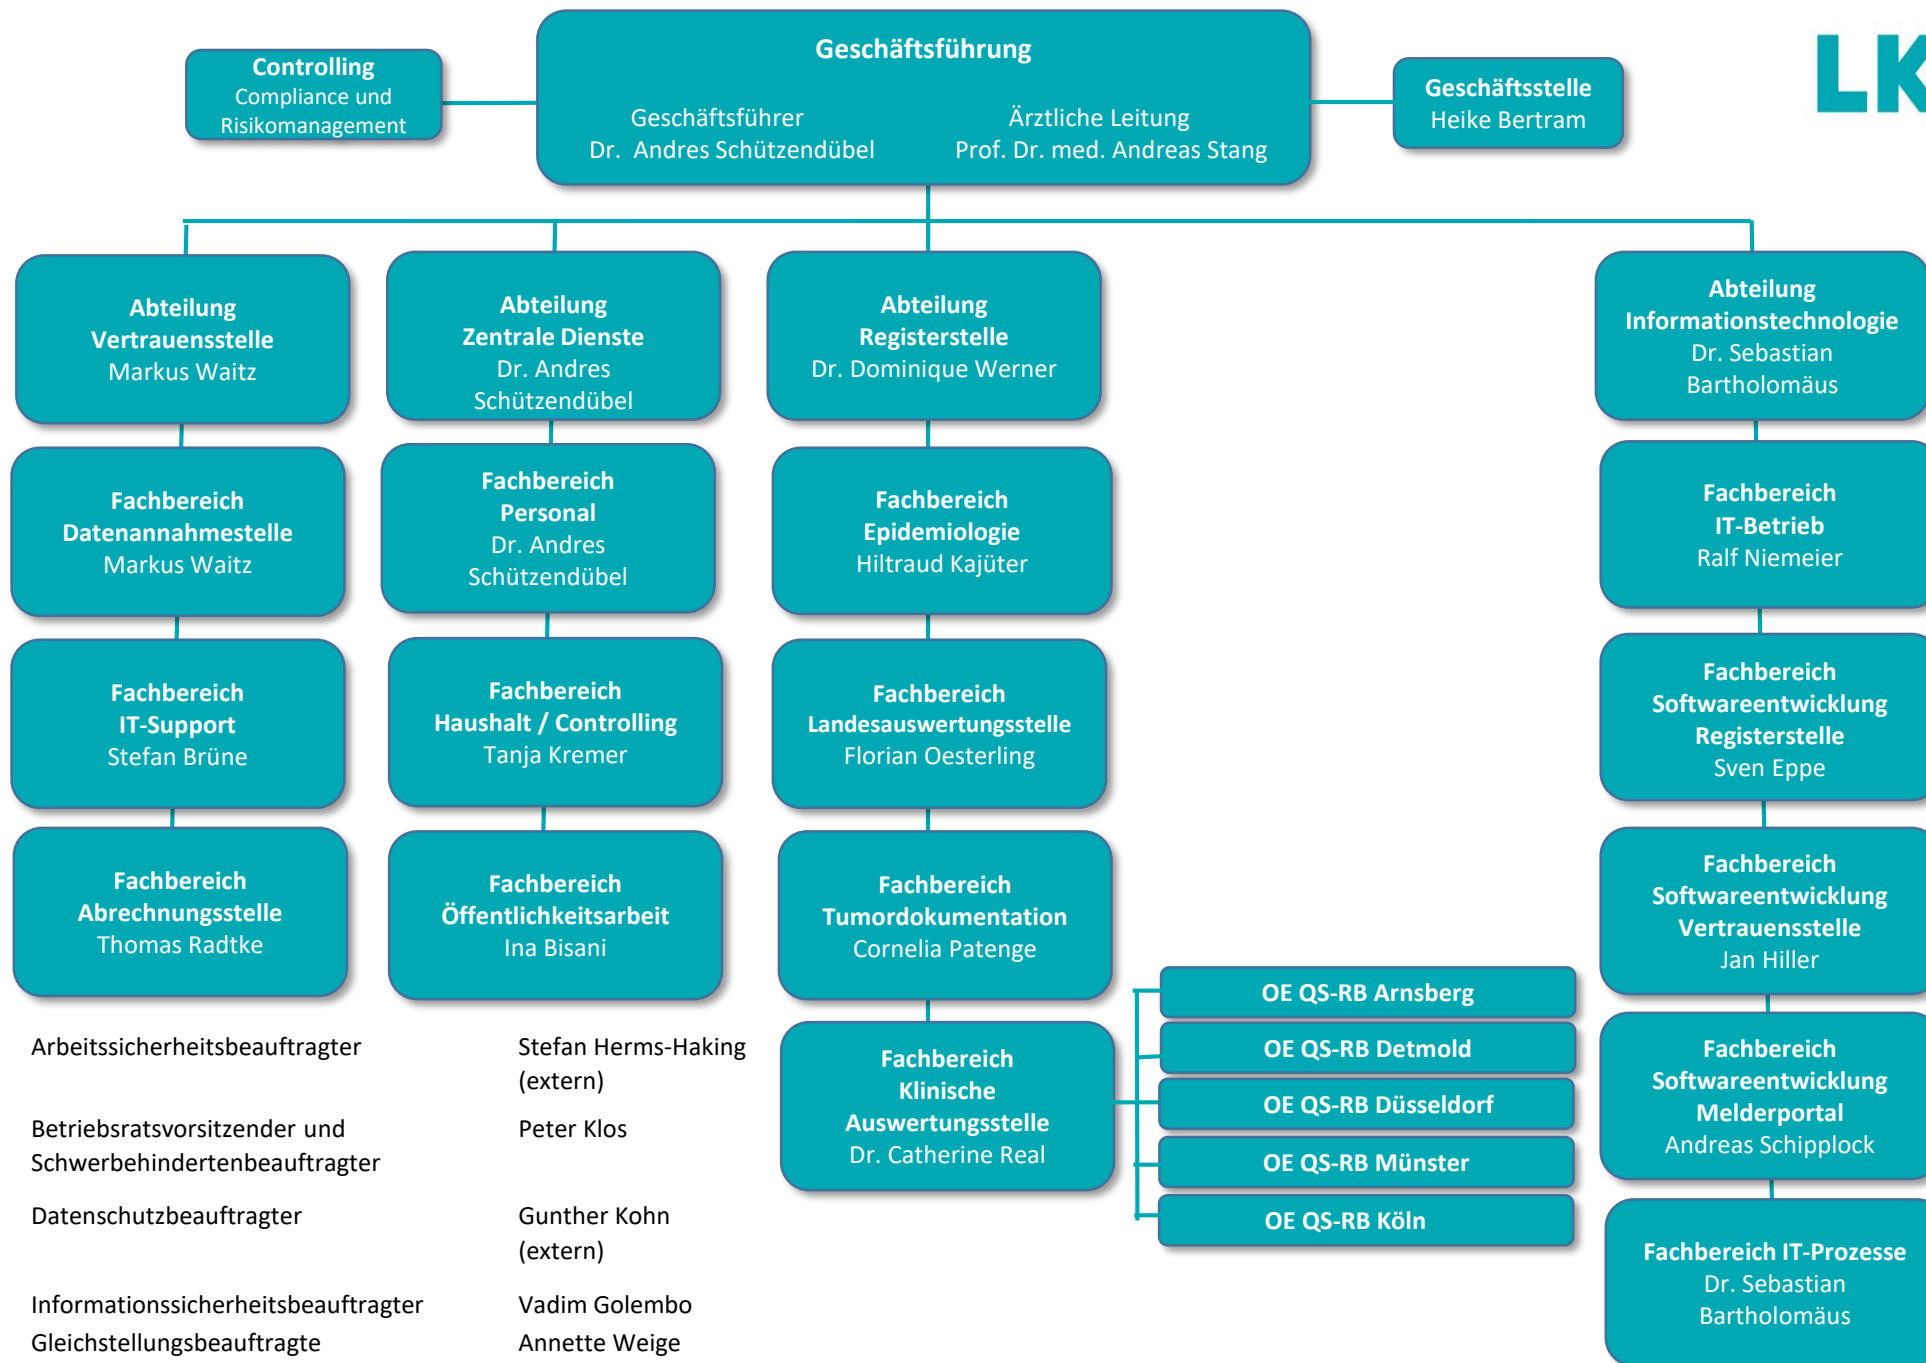 Geschäftsführung
Geschäftsführer
Dr. Andres Schützendübel
Ärztliche Leitung
Prof. Dr. med. Andreas Stang
Controlling
Compliance und
Risikomanagement
Geschäftsstelle
Heike Bertram
LK
Abteilung
Vertrauensstelle
Markus Waitz
Fachbereich
Datenannahmestelle
Markus Waitz
Fachbereich
IT-Support
Stefan Brüne
Fachbereich
Abrechnungsstelle
Thomas Radtke
Abteilung
Zentrale Dienste
Dr. Andres
Schützendübel
Fachbereich
Personal
Dr. Andres
Schützendübel
Fachbereich
Haushalt / Controlling
Tanja Kremer
Fachbereich
Öffentlichkeitsarbeit
Ina Bisani
Abteilung
Registerstelle
Dr. Dominique Werner
Fachbereich
Epidemiologie
Hiltraud Kajüter
Fachbereich
Landesauswertungsstelle
Florian Oesterling
Fachbereich
Tumordokumentation
Cornelia Patenge
Fachbereich
Klinische
Auswertungsstelle
Dr. Catherine Real
OE QS-RB Arnsberg
OE QS-RB Detmold
OE QS-RB Düsseldorf
OE QS-RB Münster
OE QS-RB Köln
Abteilung
Informationstechnologie
Dr. Sebastian
Bartholomäus
Fachbereich
IT-Betrieb
Ralf Niemeier
Fachbereich
Softwareentwicklung
Registerstelle
Sven Eppe
Fachbereich
Softwareentwicklung
Vertrauensstelle
Jan Hiller
Fachbereich
Softwareentwicklung
Melderportal
Andreas Schipplock
Fachbereich IT-Prozesse
Dr. Sebastian
Bartholomäus
Arbeitssicherheitsbeauftragter
Stefan Herms-Haking
(extern)
Betriebsratsvorsitzender und
Schwerbehindertenbeauftragter
Peter Klos
Datenschutzbeauftragter
Gunther Kohn
(extern)
Informationssicherheitsbeauftragter
Vadim Golembo
Gleichstellungsbeauftragte
Annette Weige